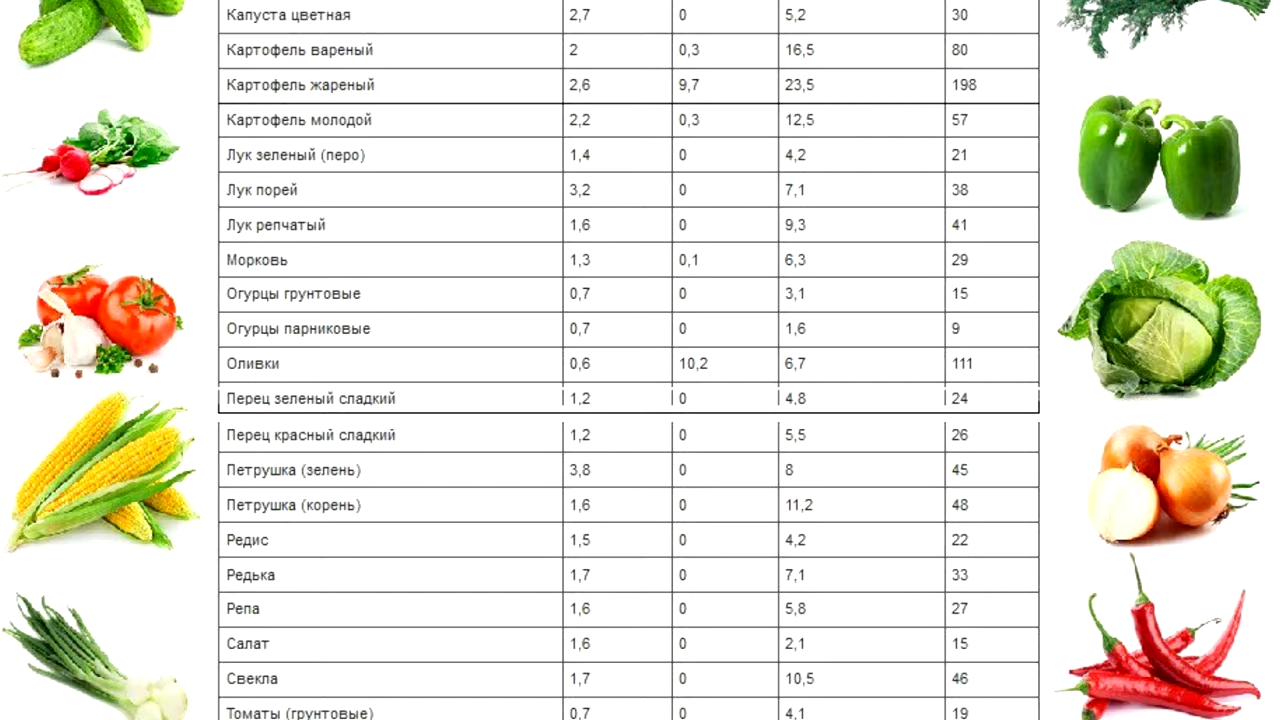 Капуста цветная 2,7 0 5,2 30
Картофель вареный 2 0,3 16,5 80
Картофель жареный 2,6 9,7 23,5 198
Картофель молодой 2,2 0,3 12,5 57
Лук зеленый (перо) 1,4 0 4,2 21
Лук порей 3,2 0 7,1 38
Лук репчатый 1,6 0 9,3 41
Морковь 1,3 0,1 6,3 29
Огурцы грунтовые 0,7 0 3,1 15
Огурцы парниковые 0,7 0 1,6 9
Оливки 0,6 10,2 6,7 111
Перец зеленый сладкий 1,2 0 4,8 24
Перец красный сладкий 1,2 0 5,5 26
Петрушка (зелень) 3,8 0 8 45
Петрушка (корень) 1,6 0 11,2 48
Редис 1,5 0 4,2 22
Редька 1,7 0 7,1 33
Репа 1,6 0 5,8 27
Салат 1,6 0 2,1 15
Свекла 1,7 0 10,5 46
Томаты (грунтовые) 0,7 0 4,1 19